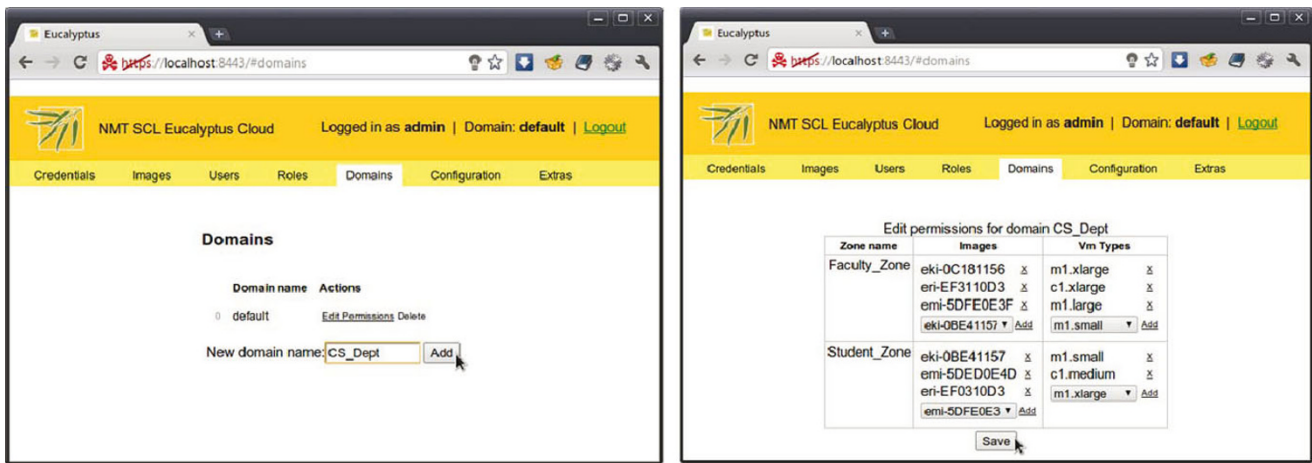 Eucalyptus
https://localhost:8443/#domains
NMT SCL Eucalyptus Cloud Logged in as admin | Domain: default | Logout
Credentials Images Users Roles Domains Configuration Extras
Domains
Domain name Actions
0 default Edit Permissions Delete
New domain name: CS_Dept Add
Eucalyptus
https://localhost:8443/#domains
NMT SCL Eucalyptus Cloud Logged in as admin | Domain: default | Logout
Credentials Images Users Roles Domains Configuration Extras
Edit permissions for domain CS_Dept
Zone name Images Vm Types
Faculty_Zone eki-0C181156 x m1.xlarge x
eri-EF3110D3 x c1.xlarge x
emi-5DFE0E3F x m1.large x
eki-0BE41157 Add m1.small Add
Student_Zone eki-0BE41157 x m1.small x
emi-5DED0E4D x c1.medium x
eri-EF0310D3 x m1.xlarge Add
emi-5DFE0E3 Add
Save